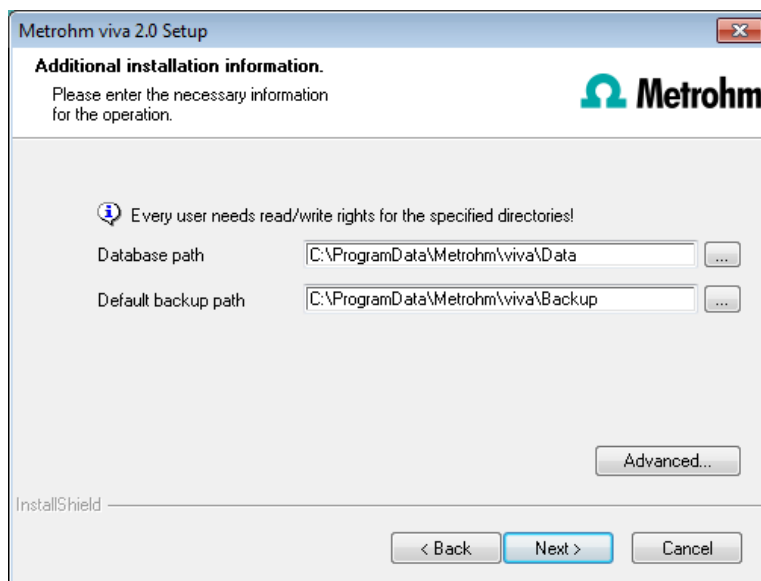 Metrohm viva 2.0 Setup
Additional installation information.
Please enter the necessary information
for the operation.
Metrohm
Every user needs read/write rights for the specified directories!
Database path
C:\ProgramData\Metrohm\viva\Data
...
Default backup path
C:\ProgramData\Metrohm\viva\Backup
...
Advanced...
InstallShield
< Back
Next >
Cancel